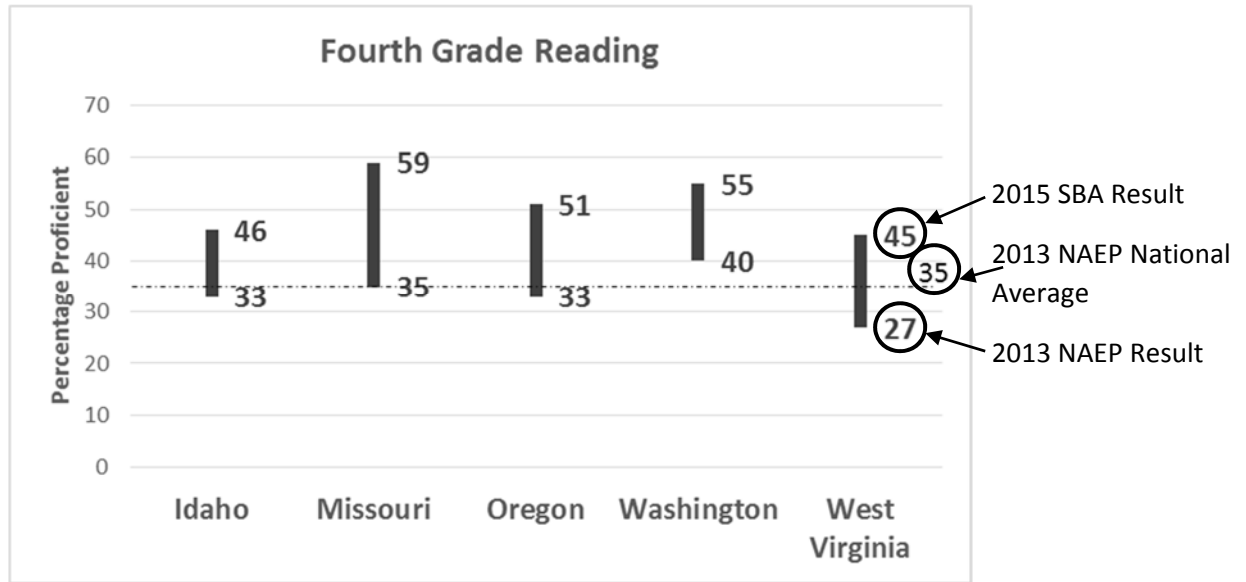 Fourth Grade Reading
Percentage Proficient
70
60
50
40
30
20
10
0
46
33
59
35
51
33
55
40
45
35
27
2015 SBA Result
2013 NAEP National
Average
2013 NAEP Result
Idaho
Missouri
Oregon
Washington
West
Virginia